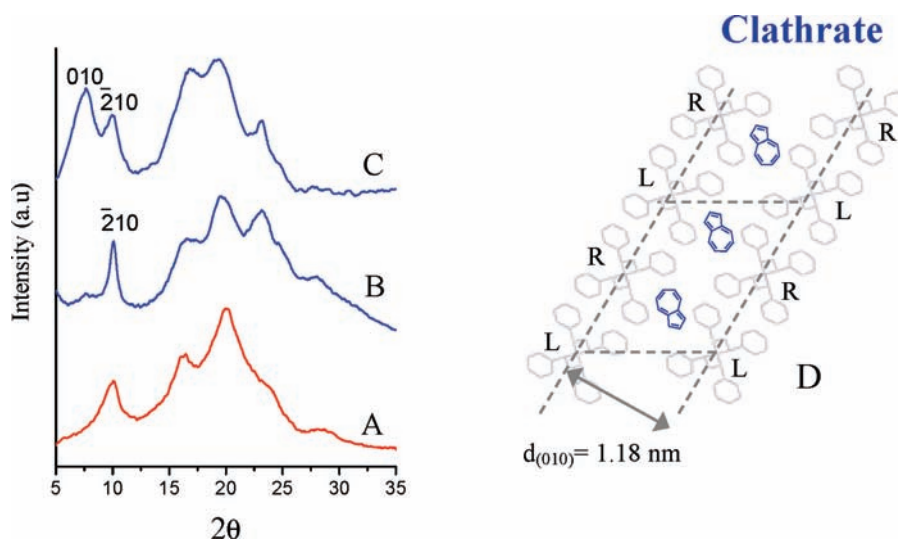 Clathrate
010
2̄10
C
2̄10
B
A
Intensity (a.u)
5 10 15 20 25 30 35
2θ
R
R
L
L
R
R
L
L
D
d(010)= 1.18 nm